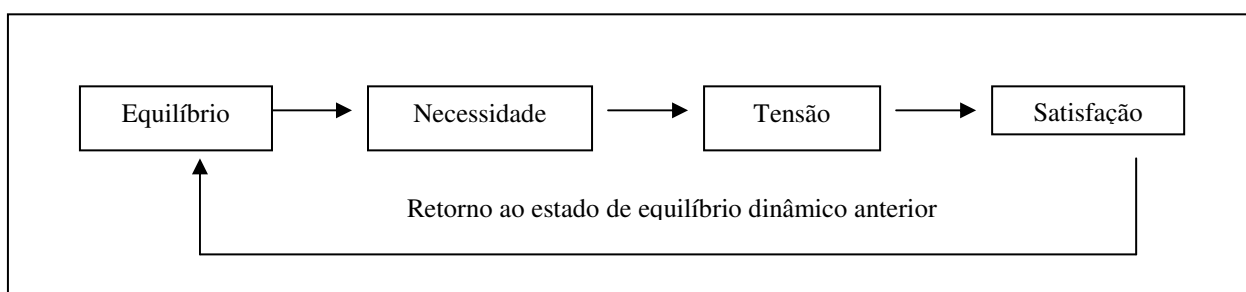 Equilíbrio
Necessidade
Tensão
Satisfação
Retorno ao estado de equilíbrio dinâmico anterior